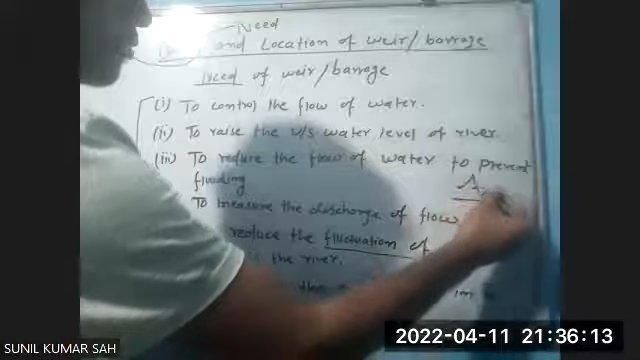 Need
and Location of weir/barrage
Need of weir/barrage
(i) To control the flow of water.
(ii) To raise the u/s water level of river.
(iii) To reduce the flow of water to prevent
flooding
To measure the discharge of flow
reduce the fluctuation of
the river.
the
in
2022-04-11 21:36:13
SUNIL KUMAR SAH